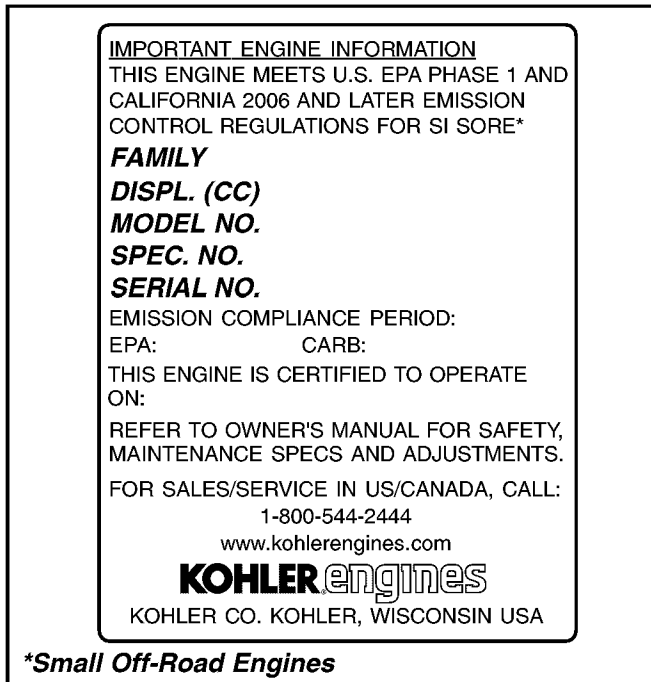 IMPORTANT ENGINE INFORMATION
THIS ENGINE MEETS U.S. EPA PHASE 1 AND
CALIFORNIA 2006 AND LATER EMISSION
CONTROL REGULATIONS FOR SI SORE*
FAMILY
DISPL. (CC)
MODEL NO.
SPEC. NO.
SERIAL NO.
EMISSION COMPLIANCE PERIOD:
EPA: CARB:
THIS ENGINE IS CERTIFIED TO OPERATE
ON:
REFER TO OWNER'S MANUAL FOR SAFETY,
MAINTENANCE SPECS AND ADJUSTMENTS.
FOR SALES/SERVICE IN US/CANADA, CALL:
1-800-544-2444
www.kohlerengines.com
KOHLER engines
KOHLER CO. KOHLER, WISCONSIN USA
*Small Off-Road Engines